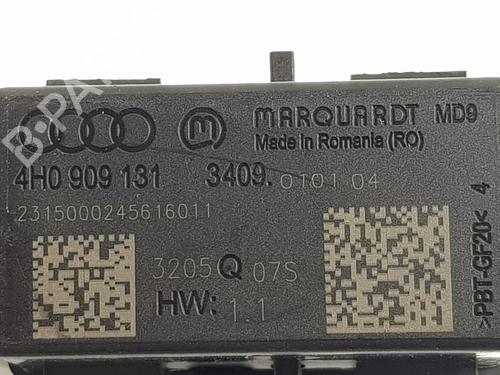 MARQUARDT MD9
Made in Romania (RO)
4H0 909 131 3409. 0101 04
2315000245616011
3205 Q 07S
HW: 1.1
>PBT-GF20< 4
B-PARTS